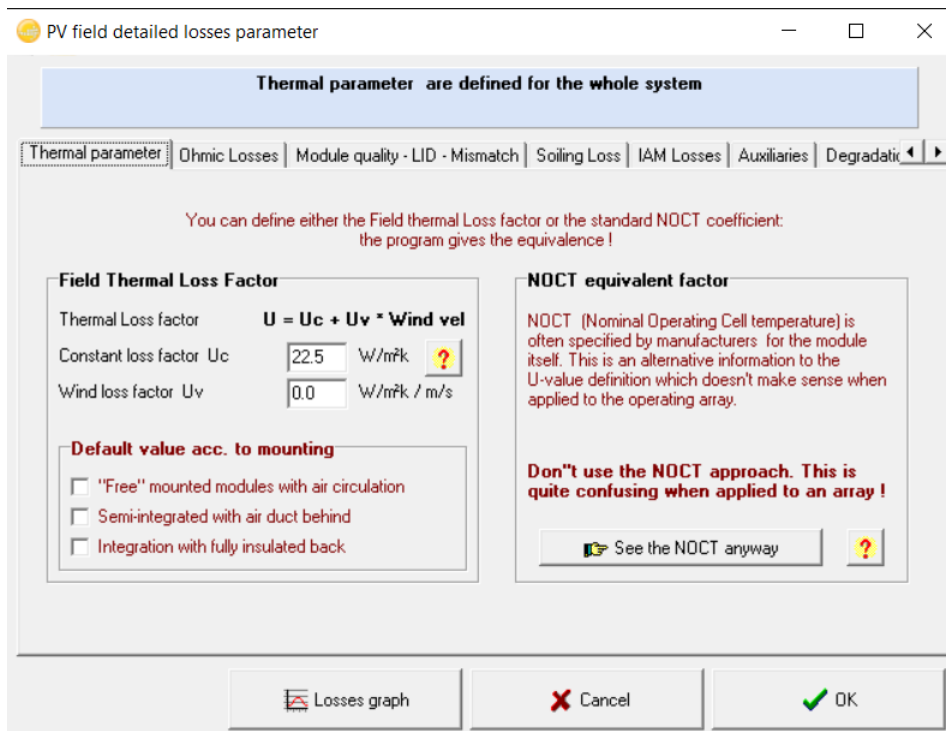 PV field detailed losses parameter
Thermal parameter are defined for the whole system
Thermal parameter
Ohmic Losses
Module quality - LID - Mismatch
Soiling Loss
IAM Losses
Auxiliaries
You can define either the Field thermal Loss factor or the standard NOCT coefficient:
the program gives the equivalence !
Field Thermal Loss Factor
Thermal Loss factor U = Uc + Uv * Wind vel
Constant loss factor Uc 22.5 W/m²k ?
Wind loss factor Uv 0.0 W/m²k / m/s
Default value acc. to mounting
"Free" mounted modules with air circulation
Semi-integrated with air duct behind
Integration with fully insulated back
NOCT equivalent factor
NOCT (Nominal Operating Cell temperature) is
often specified by manufacturers for the module
itself. This is an alternative information to the
U-value definition which doesn't make sense when
applied to the operating array.
Don"t use the NOCT approach. This is
quite confusing when applied to an array !
See the NOCT anyway ?
Losses graph
Cancel
OK